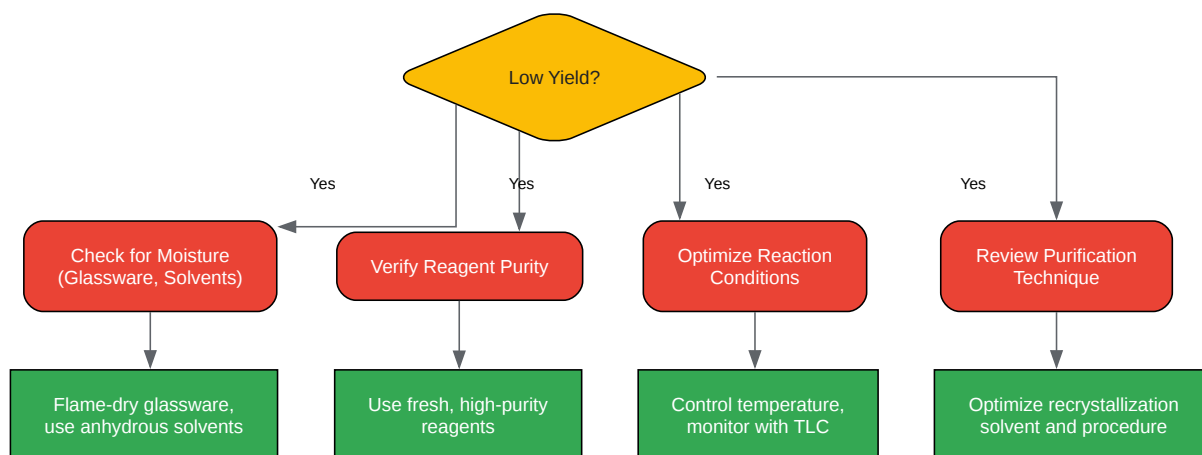 Low Yield?
Yes
Yes
Yes
Yes
Check for Moisture
(Glassware, Solvents)
Verify Reagent Purity
Optimize Reaction
Conditions
Review Purification
Technique
Flame-dry glassware,
use anhydrous solvents
Use fresh, high-purity
reagents
Control temperature,
monitor with TLC
Optimize recrystallization
solvent and procedure